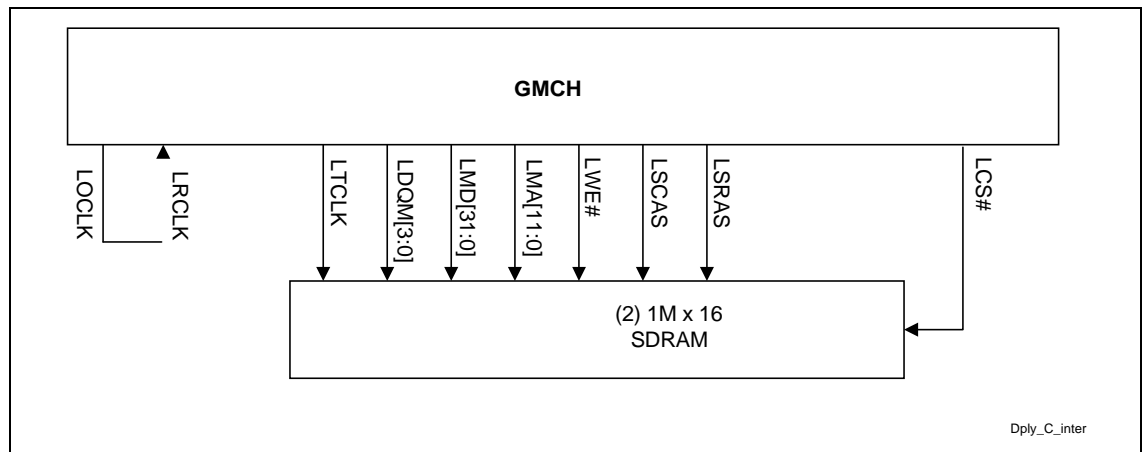 GMCH
LOCLK
LRCLK
LTCLK
LDQM[3:0]
LMD[31:0]
LMA[11:0]
LWE#
LSCAS
LSRAS
LCS#
(2) 1M x 16
SDRAM
Dply_C_inter